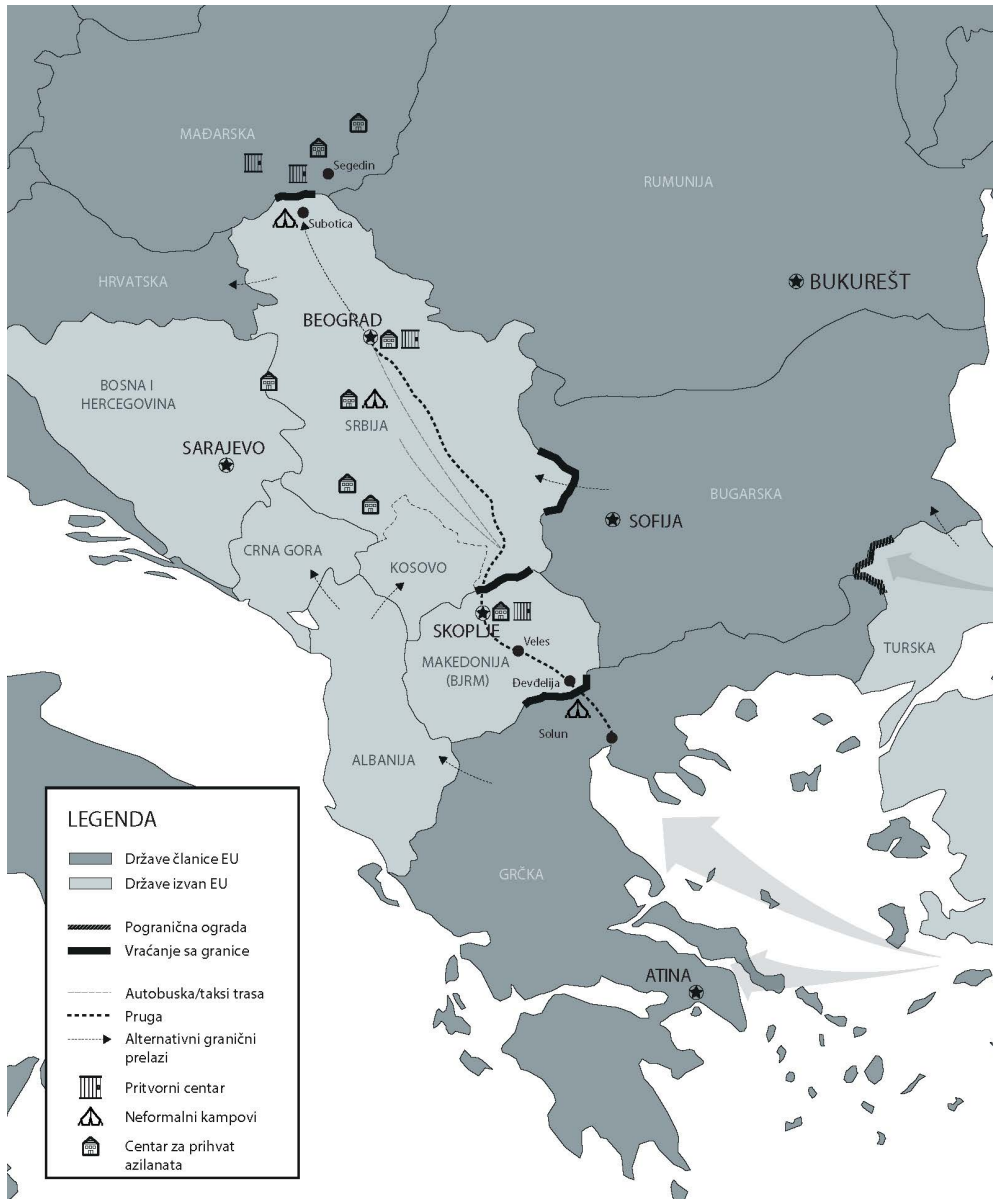 MAĐARSKA
Segedin
RUMUNIJA
Subotica
HRVATSKA
BUKUREŠT
BEOGRAD
BOSNA I
HERCEGOVINA
SRBIJA
SARAJEVO
BUGARSKA
SOFIJA
CRNA GORA
KOSOVO
SKOPLJE
Veles
TURSKA
MAKEDONIJA
(BJRM)
Đevđelija
Solun
ALBANIJA
GRČKA
ATINA
LEGENDA
Države članice EU
Države izvan EU
Pogranična ograda
Vraćanje sa granice
Autobuska/taksi trasa
Pruga
Alternativni granični
prelazi
Pritvorni centar
Neformalni kampovi
Centar za prihvat
azilanata